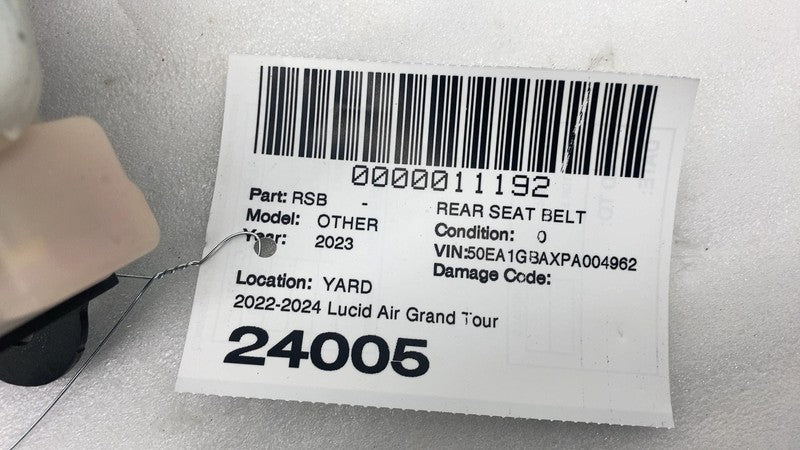 0000011192
Part: RSB - REAR SEAT BELT
Model: OTHER Condition: 0
Year: 2023 VIN:50EA1GBAXPA004962
Damage Code:
Location: YARD
2022-2024 Lucid Air Grand Tour
24005